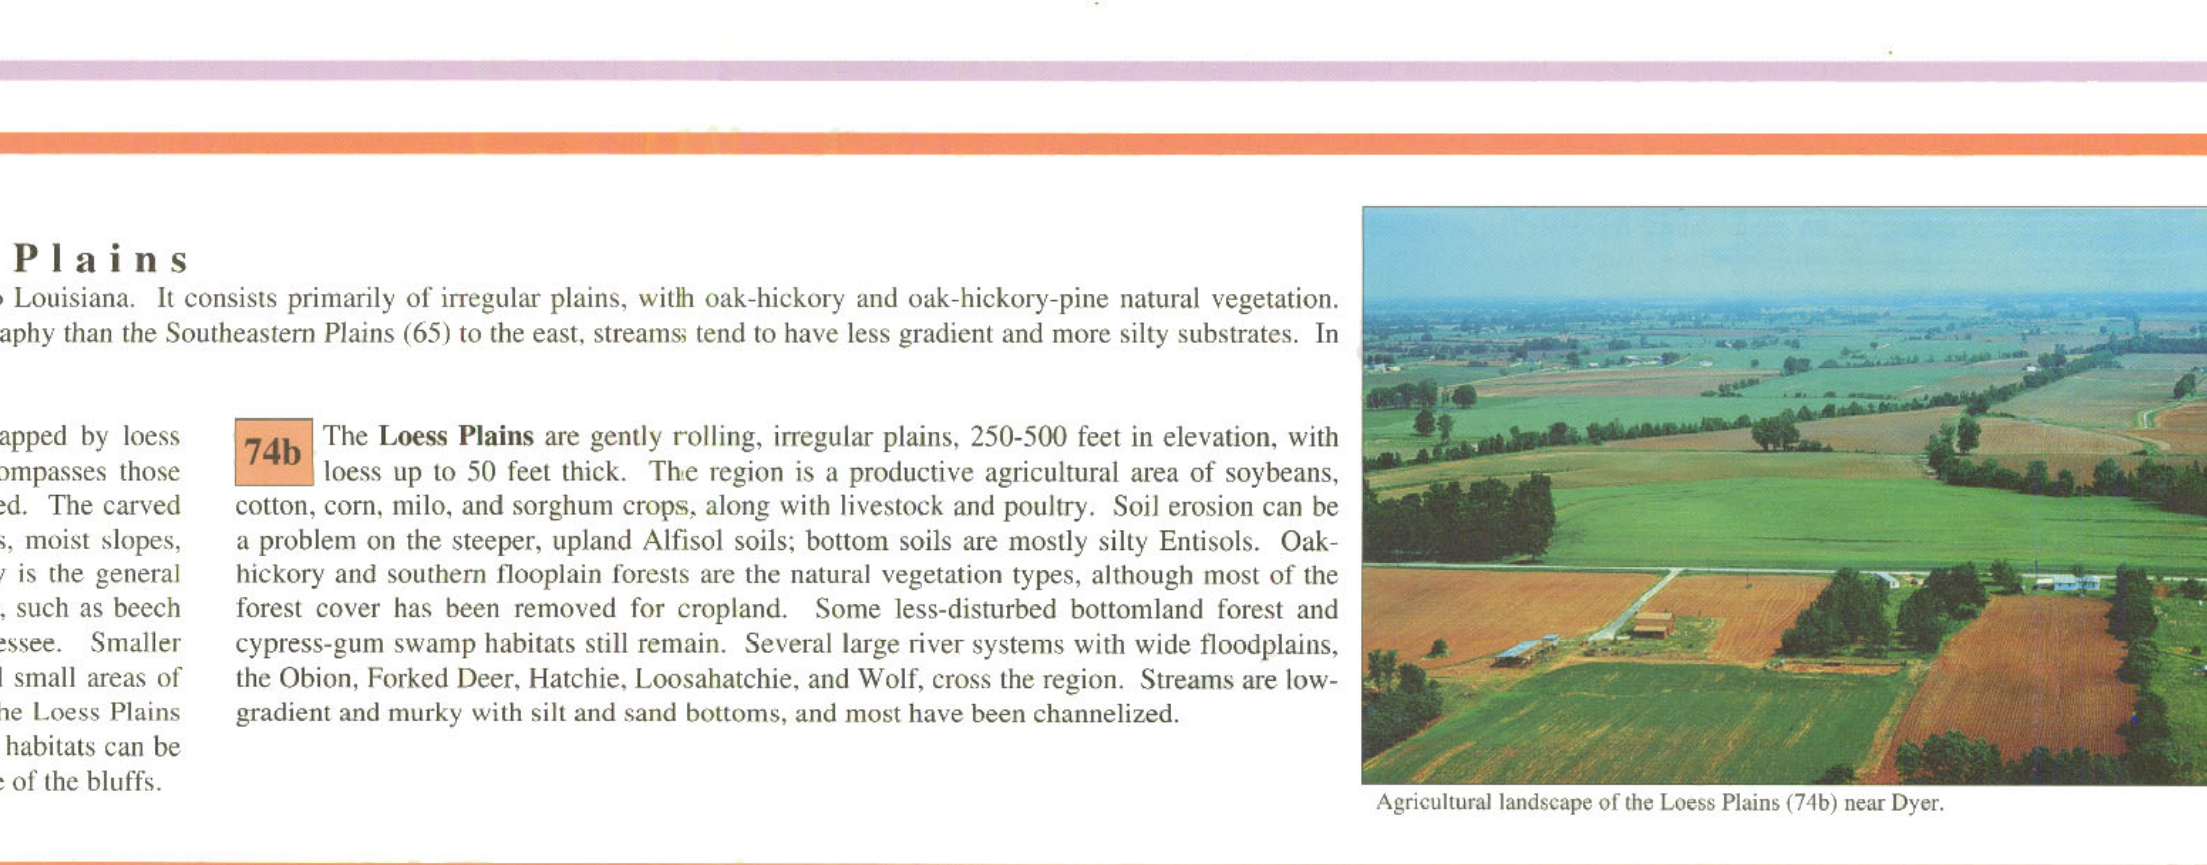 Plains
Louisiana. It consists primarily of irregular plains, with oak-hickory and oak-hickory-pine natural vegetation.
aphy than the Southeastern Plains (65) to the east, streams tend to have less gradient and more silty substrates. In
apped by loess
ompasses those
ed. The carved
s, moist slopes,
y is the general
, such as beech
essee. Smaller
l small areas of
he Loess Plains
habitats can be
e of the bluffs.
74b
The Loess Plains are gently rolling, irregular plains, 250-500 feet in elevation, with
loess up to 50 feet thick. The region is a productive agricultural area of soybeans,
cotton, corn, milo, and sorghum crops, along with livestock and poultry. Soil erosion can be
a problem on the steeper, upland Alfisol soils; bottom soils are mostly silty Entisols. Oak-
hickory and southern flooplain forests are the natural vegetation types, although most of the
forest cover has been removed for cropland. Some less-disturbed bottomland forest and
cypress-gum swamp habitats still remain. Several large river systems with wide floodplains,
the Obion, Forked Deer, Hatchie, Loosahatchie, and Wolf, cross the region. Streams are low-
gradient and murky with silt and sand bottoms, and most have been channelized.
Agricultural landscape of the Loess Plains (74b) near Dyer.